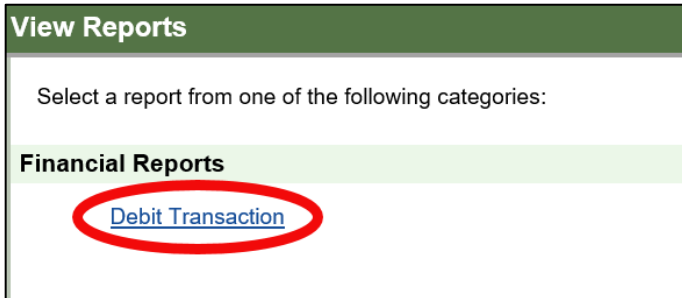 View Reports
Select a report from one of the following categories:
Financial Reports
Debit Transaction